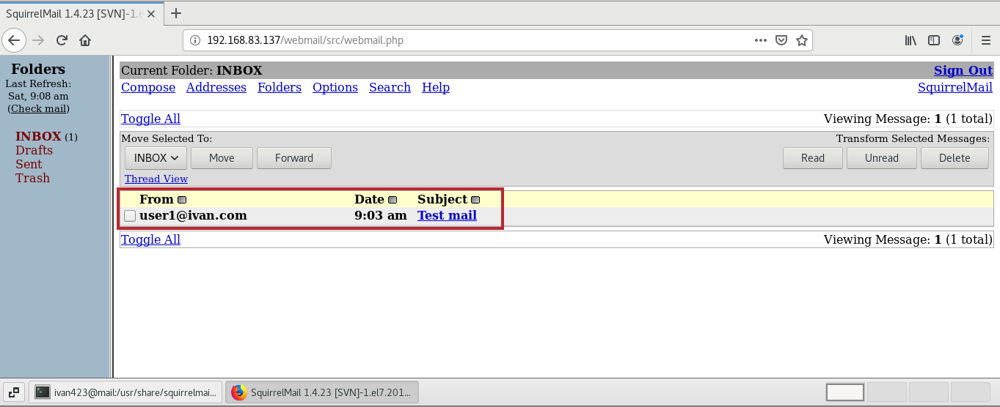 SquirrelMail 1.4.23 [SVN]-1.e
192.168.83.137/webmail/src/webmail.php
Folders
Last Refresh:
Sat, 9:08 am
(Check mail)
INBOX (1)
Drafts
Sent
Trash
Current Folder: INBOX Sign Out
Compose Addresses Folders Options Search Help SquirrelMail
Toggle All Viewing Message: 1 (1 total)
Move Selected To: Transform Selected Messages:
INBOX Move Forward Read Unread Delete
Thread View
From Date Subject
user1@ivan.com 9:03 am Test mail
Toggle All Viewing Message: 1 (1 total)
ivan423@mail:/usr/share/squirrelmai... SquirrelMail 1.4.23 [SVN]-1.el7.201...